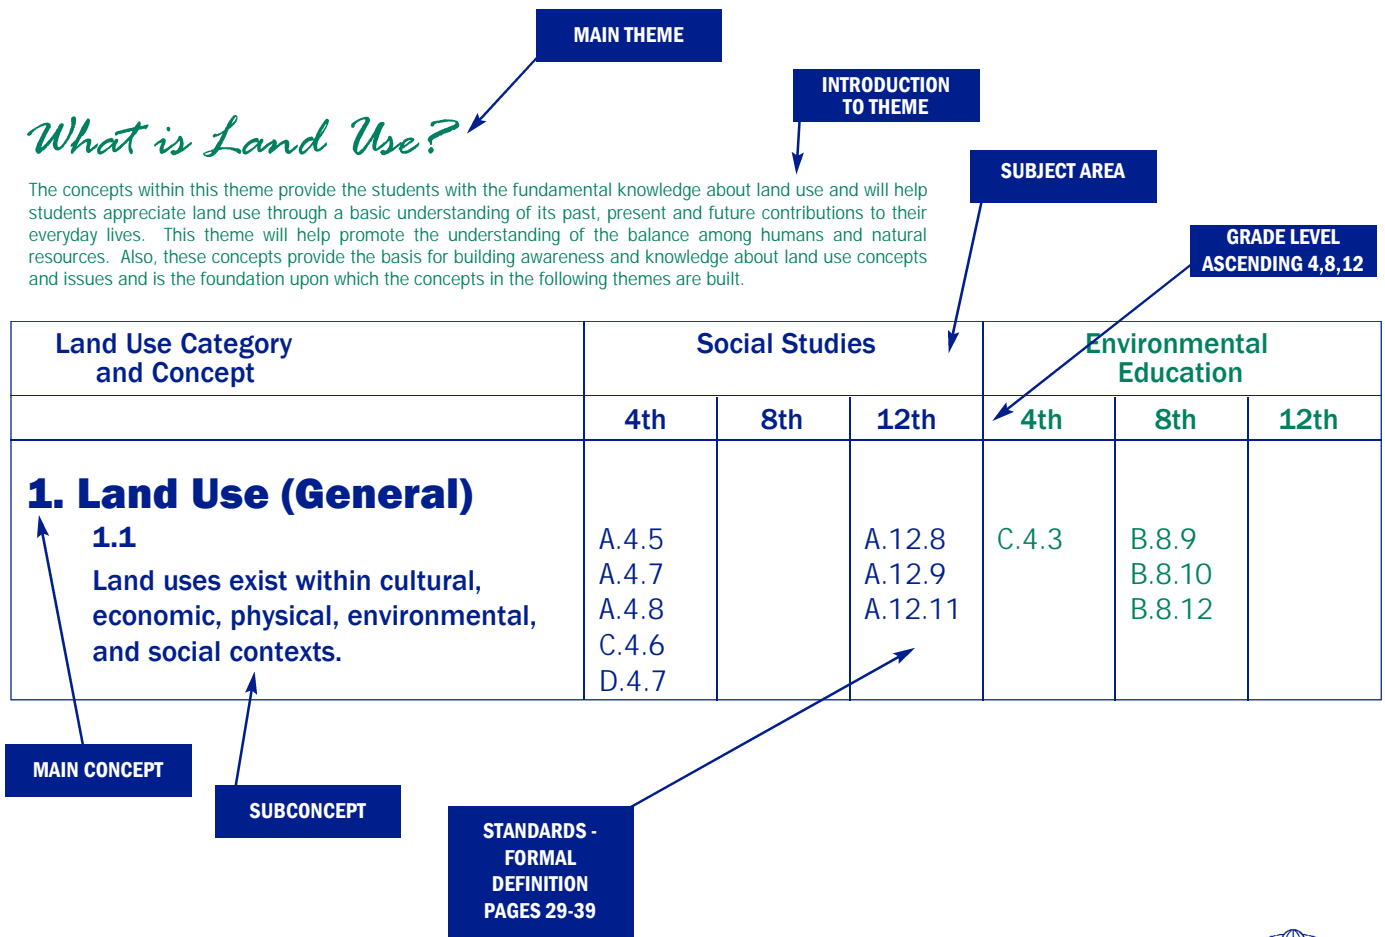 MAIN THEME
INTRODUCTION
TO THEME
What is Land Use?
SUBJECT AREA
The concepts within this theme provide the students with the fundamental knowledge about land use and will help
students appreciate land use through a basic understanding of its past, present and future contributions to their
everyday lives. This theme will help promote the understanding of the balance among humans and natural
resources. Also, these concepts provide the basis for building awareness and knowledge about land use concepts
and issues and is the foundation upon which the concepts in the following themes are built.
GRADE LEVEL
ASCENDING 4,8,12
Land Use Category
and Concept
Social Studies
Environmental
Education
4th 8th 12th 4th 8th 12th
1. Land Use (General)
1.1
Land uses exist within cultural,
economic, physical, environmental,
and social contexts.
A.4.5
A.4.7
A.4.8
C.4.6
D.4.7
A.12.8
A.12.9
A.12.11
C.4.3
B.8.9
B.8.10
B.8.12
MAIN CONCEPT
SUBCONCEPT
STANDARDS -
FORMAL
DEFINITION
PAGES 29-39